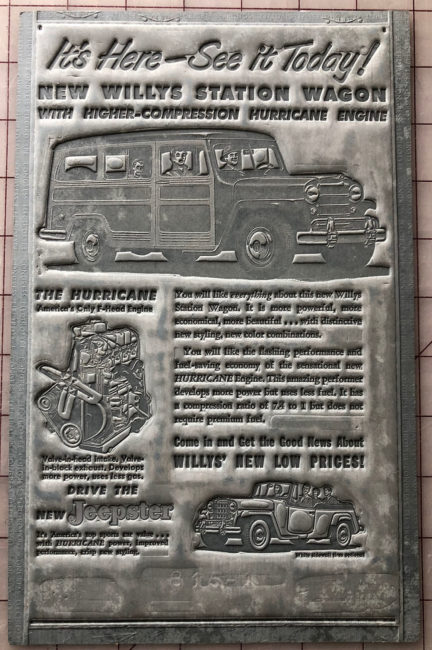 It's Here—See it Today!
NEW WILLYS STATION WAGON
WITH HIGHER-COMPRESSION HURRICANE ENGINE
THE HURRICANE
America's Only F-Head Engine
Valve-in-head intake, Valve-
in-block exhaust. Develops
more power, uses less gas.
You will like everything about this new Willys
Station Wagon. It is more powerful, more
economical, more beautiful . . . with distinctive
new styling, new color combinations.
You will like the flashing performance and
fuel-saving economy of the sensational new
HURRICANE Engine. This amazing performer
develops more power but uses less fuel. It has
a compression ratio of 7.4 to 1 but does not
require premium fuel.
Come in and Get the Good News About
WILLYS' NEW LOW PRICES!
DRIVE THE
NEW Jeepster
It's America's top sports car value . . .
with HURRICANE power, improved
performance, crisp new styling.
White Sidewall tires optional